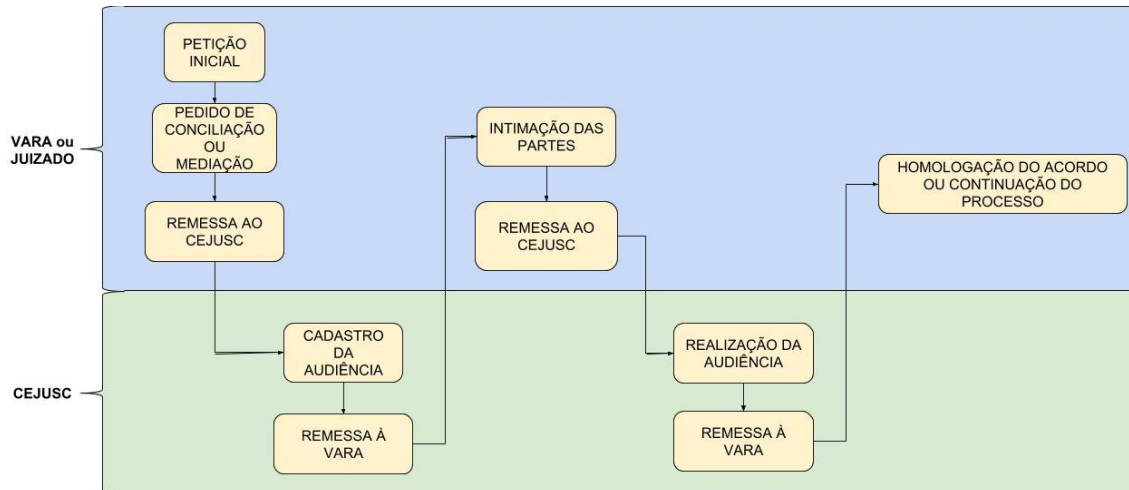 PETIÇÃO
INICIAL
PEDIDO DE
CONCILIAÇÃO
OU
MEDIAÇÃO
REMESSA AO
CEJUSC
VARA ou
JUIZADO
INTIMAÇÃO DAS
PARTES
REMESSA AO
CEJUSC
HOMOLOGAÇÃO DO ACORDO
OU CONTINUAÇÃO DO
PROCESSO
CEJUSC
CADASTRO
DA
AUDIÊNCIA
REMESSA À
VARA
REALIZAÇÃO DA
AUDIÊNCIA
REMESSA À
VARA